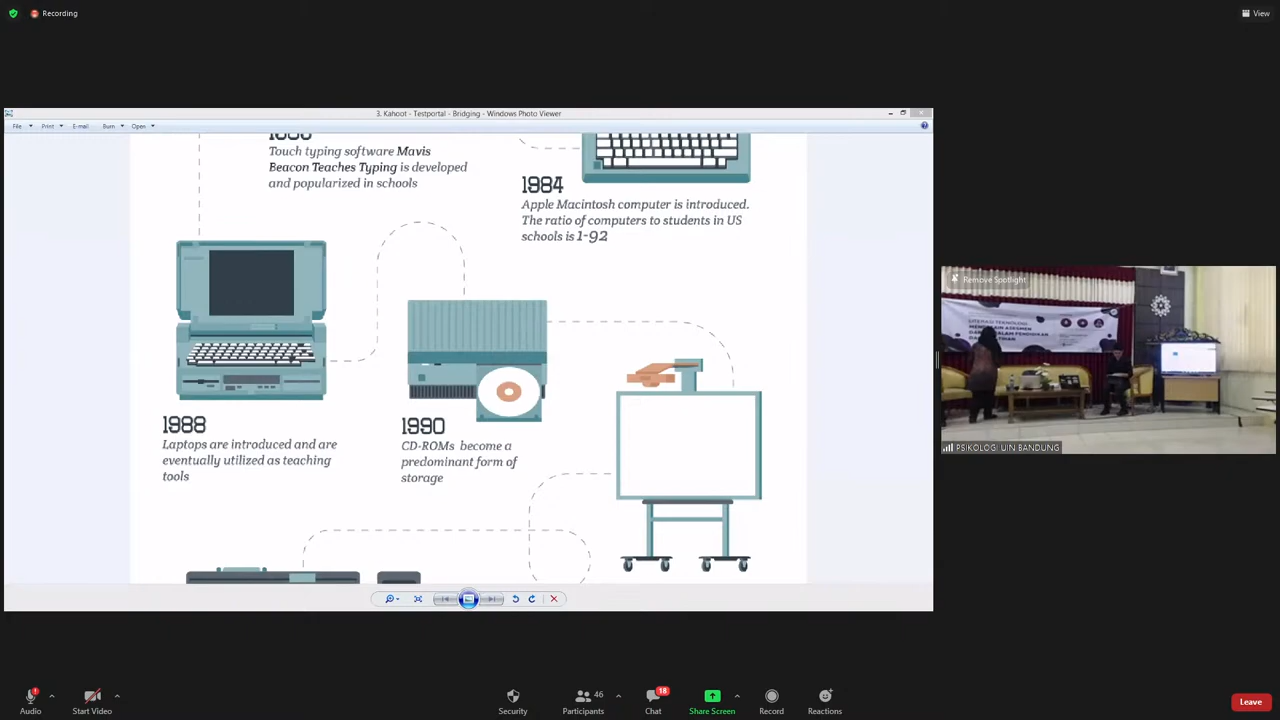 Recording
View
3. Kahoot - Testportal - Bridging - Windows Photo Viewer
File Print E-mail Burn Open
Touch typing software Mavis
Beacon Teaches Typing is developed
and popularized in schools
1984
Apple Macintosh computer is introduced.
The ratio of computers to students in US
schools is 1-92
1988
Laptops are introduced and are
eventually utilized as teaching
tools
1990
CD-ROMs become a
predominant form of
storage
Remove Spotlight
LITERASI TEKNOLOGI
PSIKOLOGI UIN BANDUNG
Audio
Start Video
Security
46
Participants
18
Chat
Share Screen
Record
Reactions
Leave